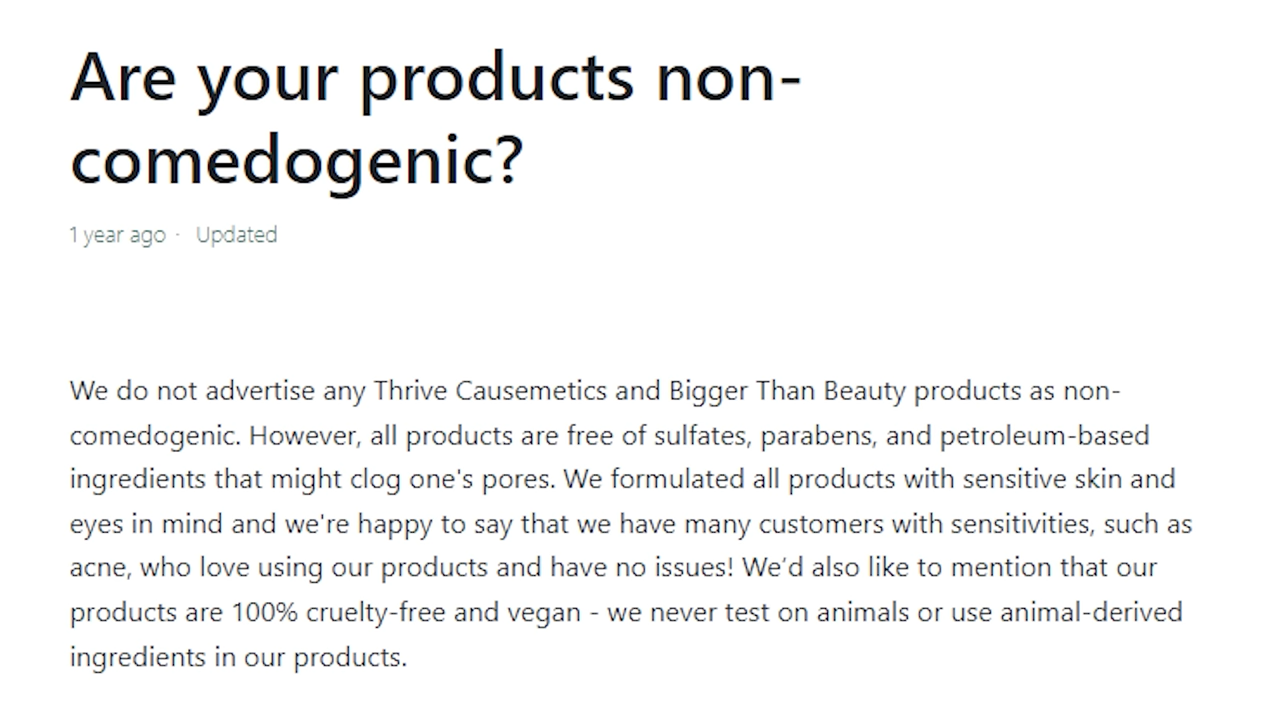 Are your products non-
comedogenic?
1 year ago · Updated
We do not advertise any Thrive Causemetics and Bigger Than Beauty products as non-
comedogenic. However, all products are free of sulfates, parabens, and petroleum-based
ingredients that might clog one's pores. We formulated all products with sensitive skin and
eyes in mind and we're happy to say that we have many customers with sensitivities, such as
acne, who love using our products and have no issues! We’d also like to mention that our
products are 100% cruelty-free and vegan - we never test on animals or use animal-derived
ingredients in our products.